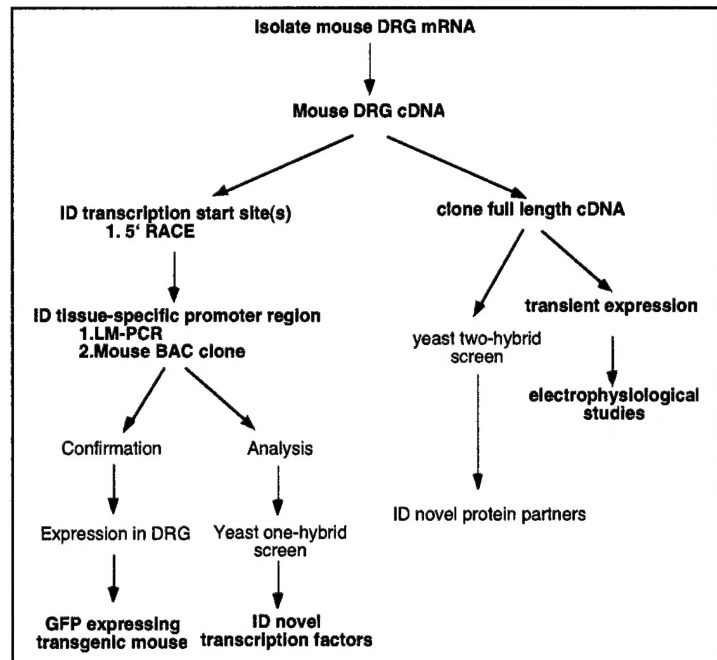 Isolate mouse DRG mRNA
Mouse DRG cDNA
ID transcription start site(s)
1. 5' RACE
clone full length cDNA
ID tissue-specific promoter region
1.LM-PCR
2.Mouse BAC clone
yeast two-hybrid
screen
transient expression
electrophysiological
studies
Confirmation
Analysis
ID novel protein partners
Expression in DRG
Yeast one-hybrid
screen
GFP expressing
transgenic mouse
ID novel
transcription factors